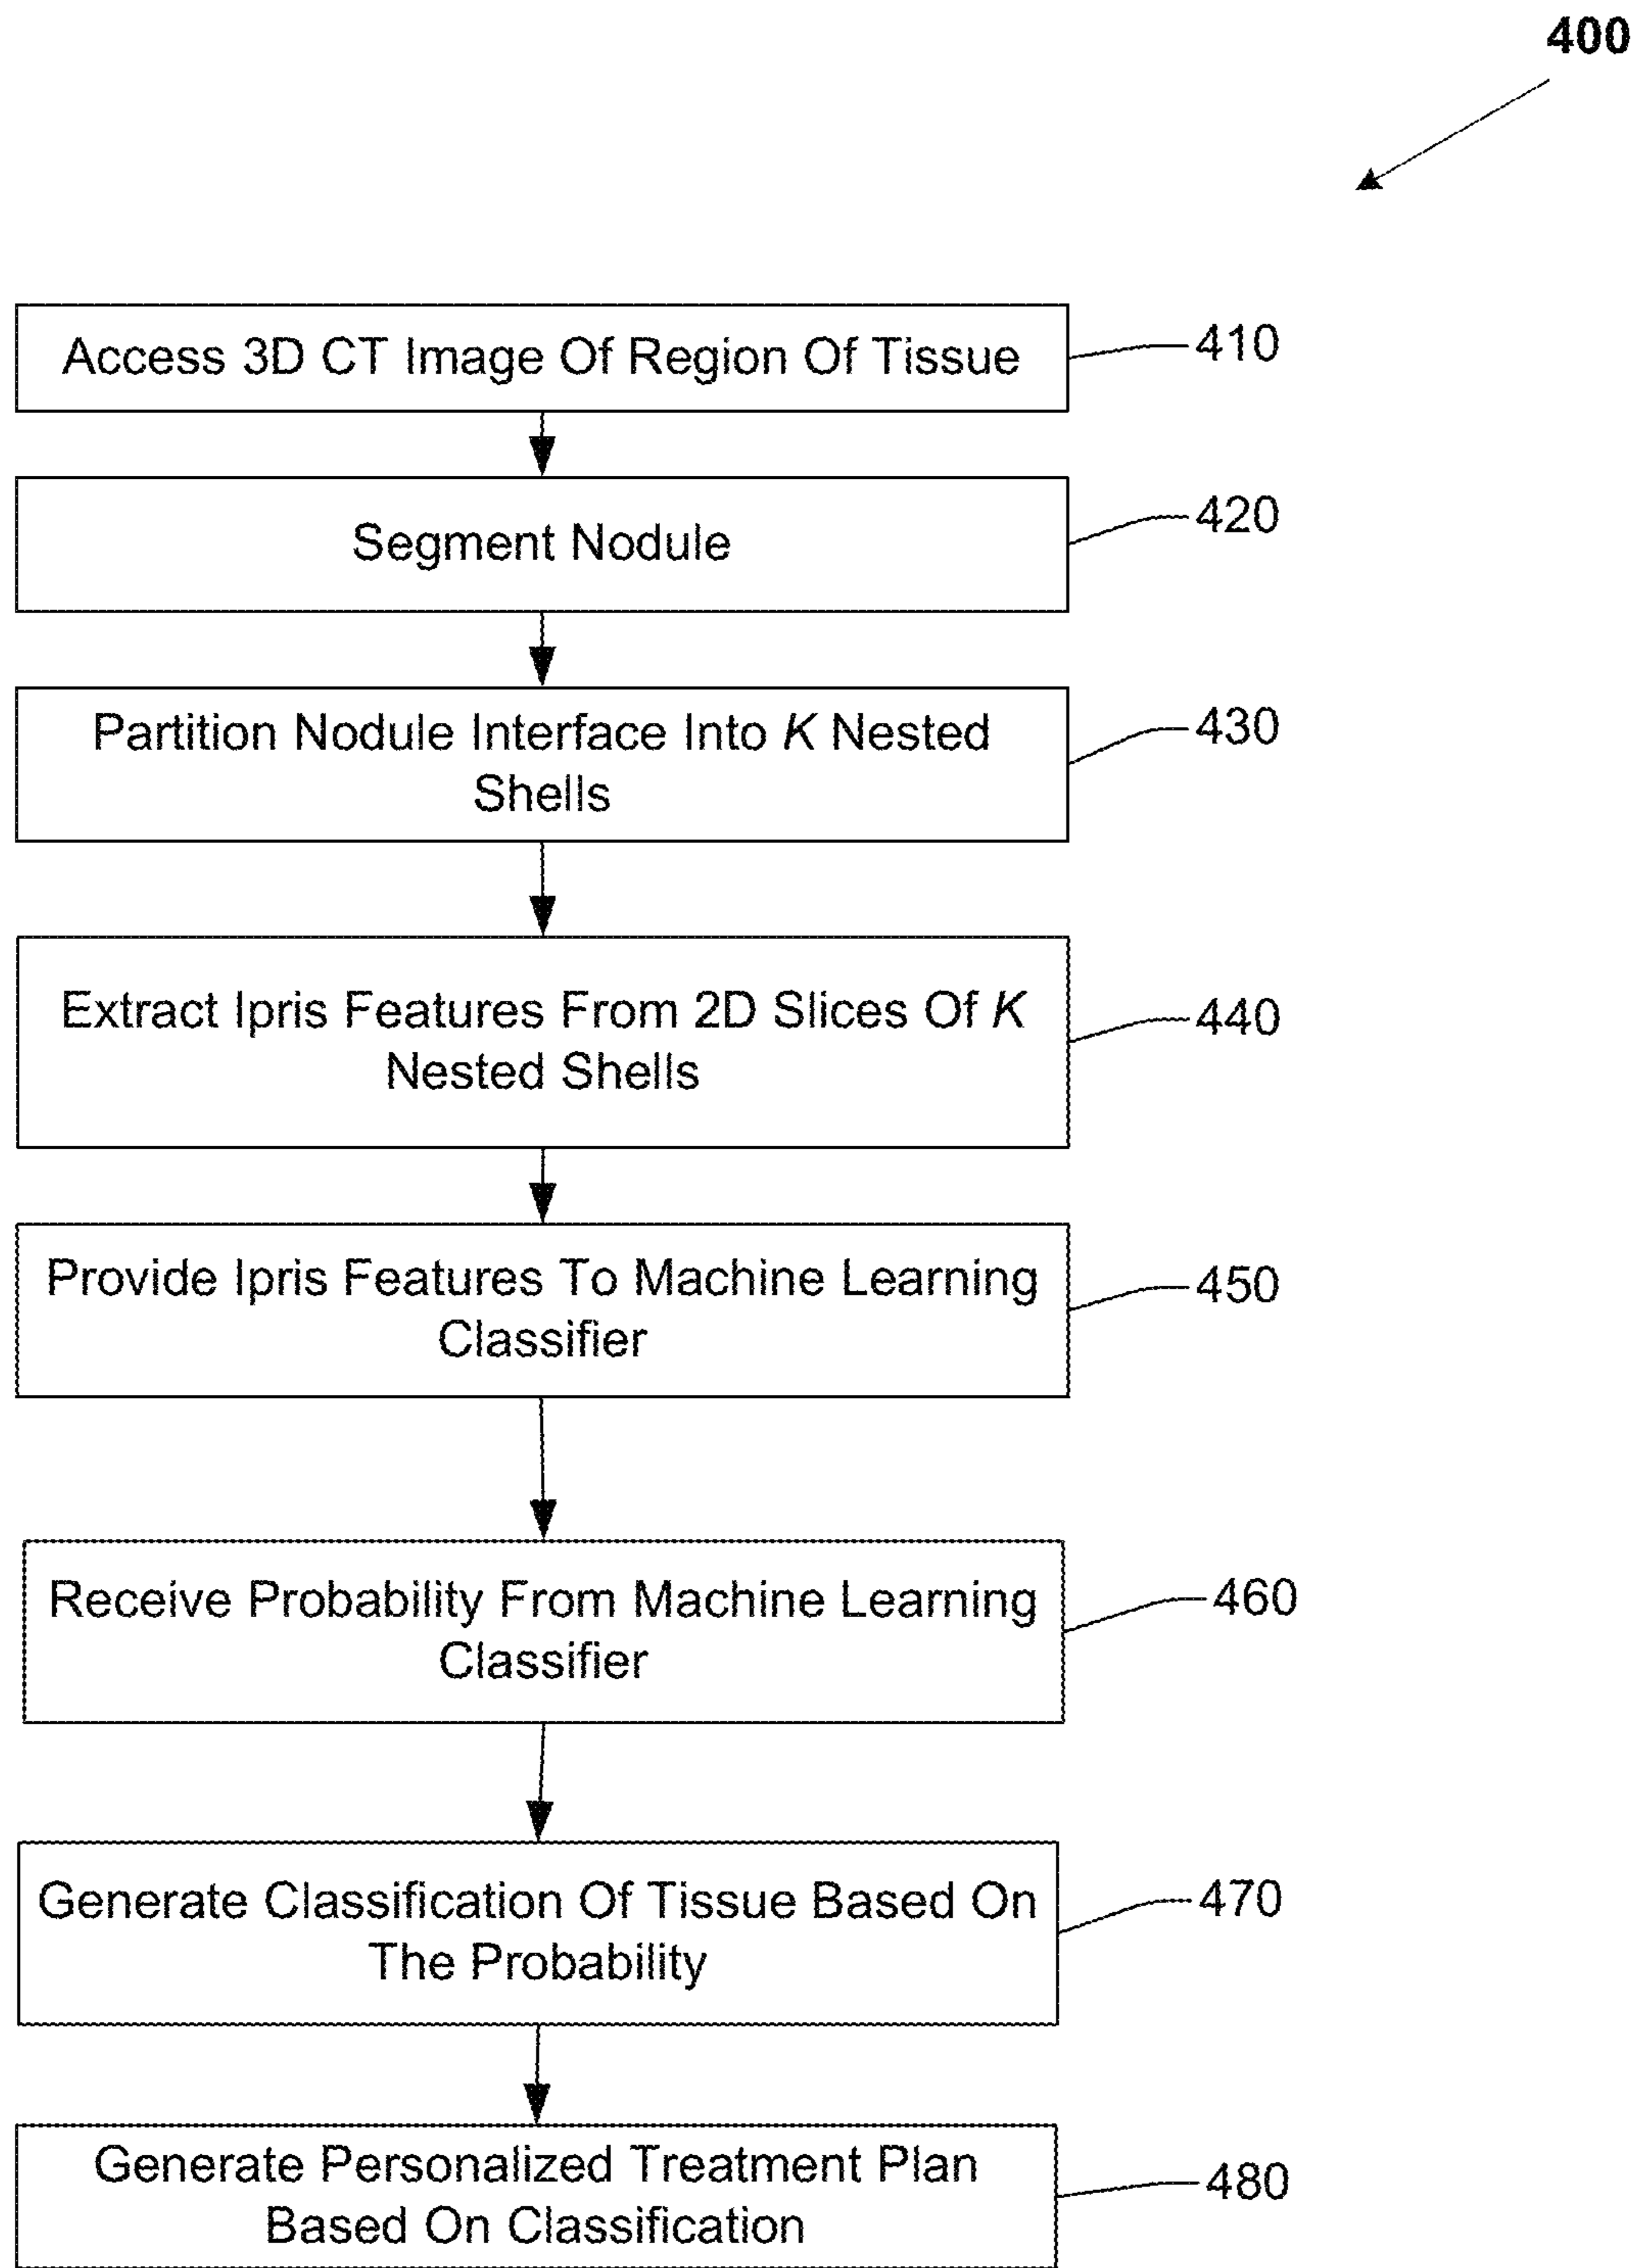 400
Access 3D CT Image Of Region Of Tissue
410
Segment Nodule
420
Partition Nodule Interface Into K Nested
Shells
430
Extract Ipris Features From 2D Slices Of K
Nested Shells
440
Provide Ipris Features To Machine Learning
Classifier
450
Receive Probability From Machine Learning
Classifier
460
Generate Classification Of Tissue Based On
The Probability
470
Generate Personalized Treatment Plan
Based On Classification
480